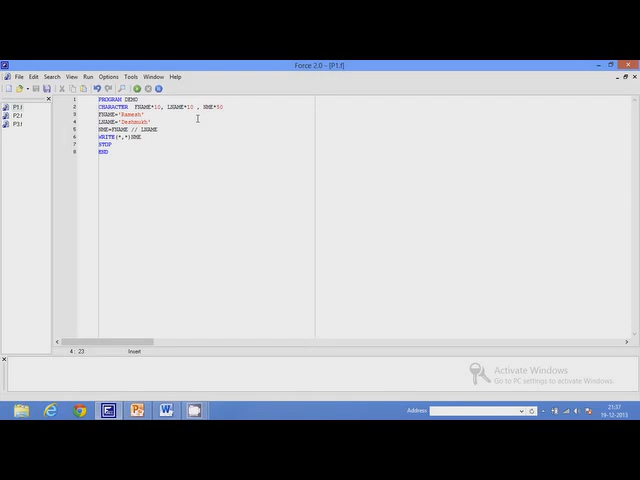 Force 2.0 - [P1.f]
File Edit Search View Run Options Tools Window Help
P1.f
P2.f
P3.f
1 PROGRAM DEMO
2 CHARACTER FNAME*10, LNAME*10 , NME*50
3 FNAME='Ramesh'
4 LNAME='Deshmukh'
5 NME=FNAME // LNAME
6 WRITE(*,*)NME
7 STOP
8 END
4: 23 Insert
Activate Windows
Go to PC settings to activate Windows.
Address
21:37
19-12-2013